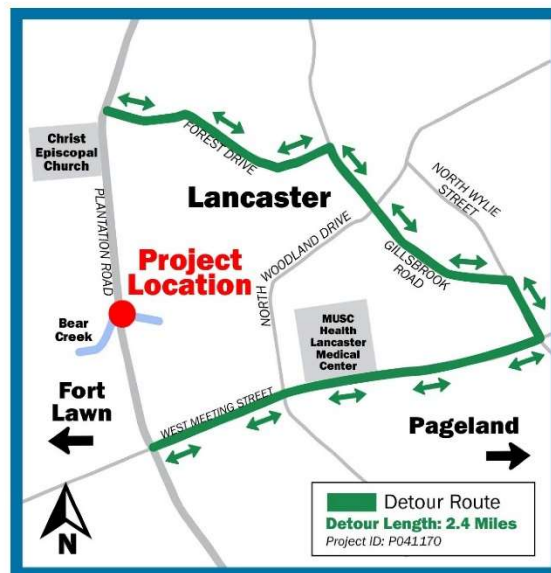 Christ
Episcopal
Church
FOREST DRIVE
Lancaster
PLANTATION ROAD
NORTH WYLIE
STREET
NORTH WOODLAND DRIVE
GILLSBROOK
ROAD
Project
Location
Bear
Creek
MUSC
Health
Lancaster
Medical
Center
Fort
Lawn
WEST MEETING STREET
Pageland
N
Detour Route
Detour Length: 2.4 Miles
Project ID: P041170